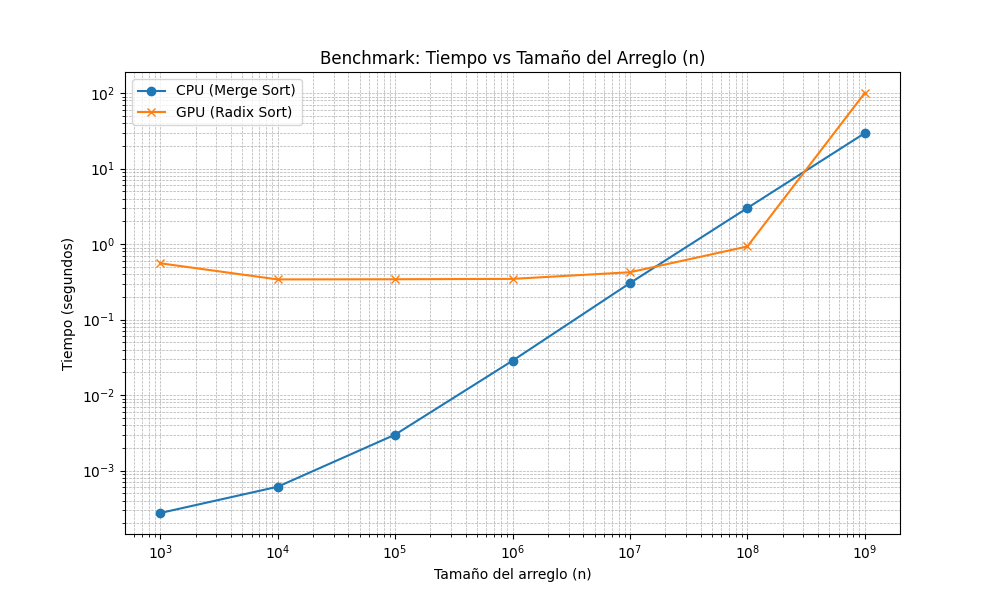 Benchmark: Tiempo vs Tamaño del Arreglo (n)
CPU (Merge Sort)
GPU (Radix Sort)
10²
10¹
10⁰
10⁻¹
10⁻²
10⁻³
Tiempo (segundos)
10³ 10⁴ 10⁵ 10⁶ 10⁷ 10⁸ 10⁹
Tamaño del arreglo (n)